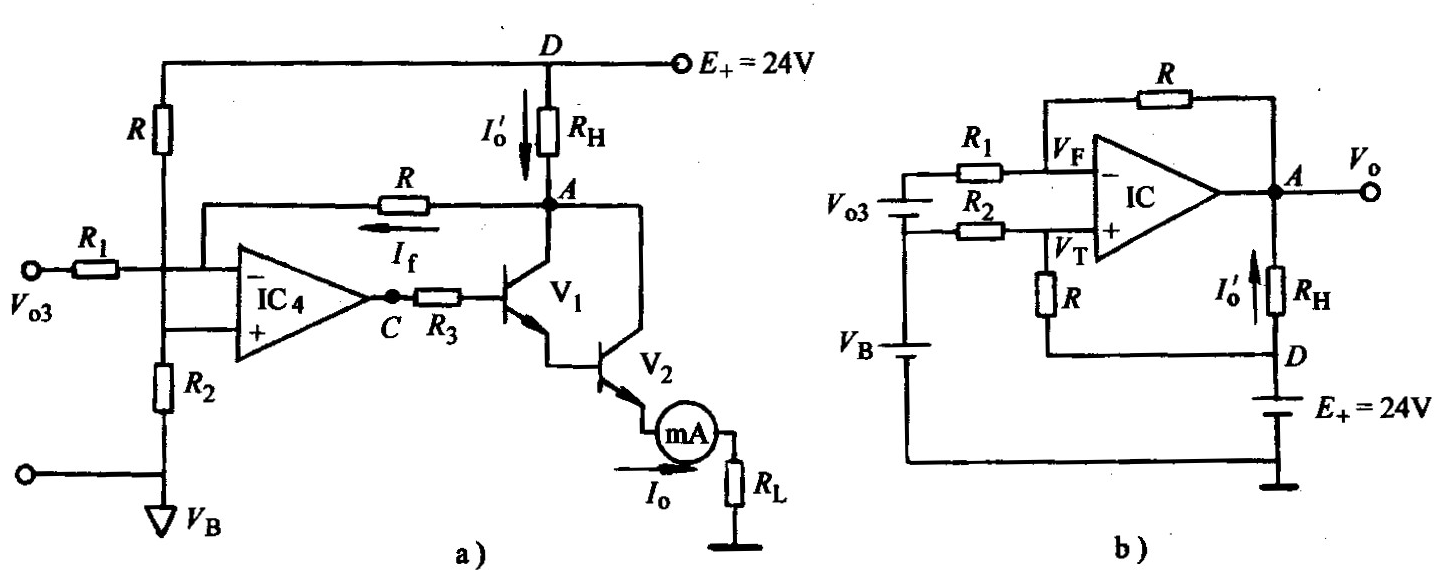 D
E+ = 24V
R
I'o
RH
R
A
If
R1
Vo3
−
IC4
+
C
R3
V1
V2
R2
mA
Io
RL
VB
a)
R
R1
VF
−
A
Vo
Vo3
R2
IC
+
VT
R
I'o
RH
VB
D
E+ = 24V
b)